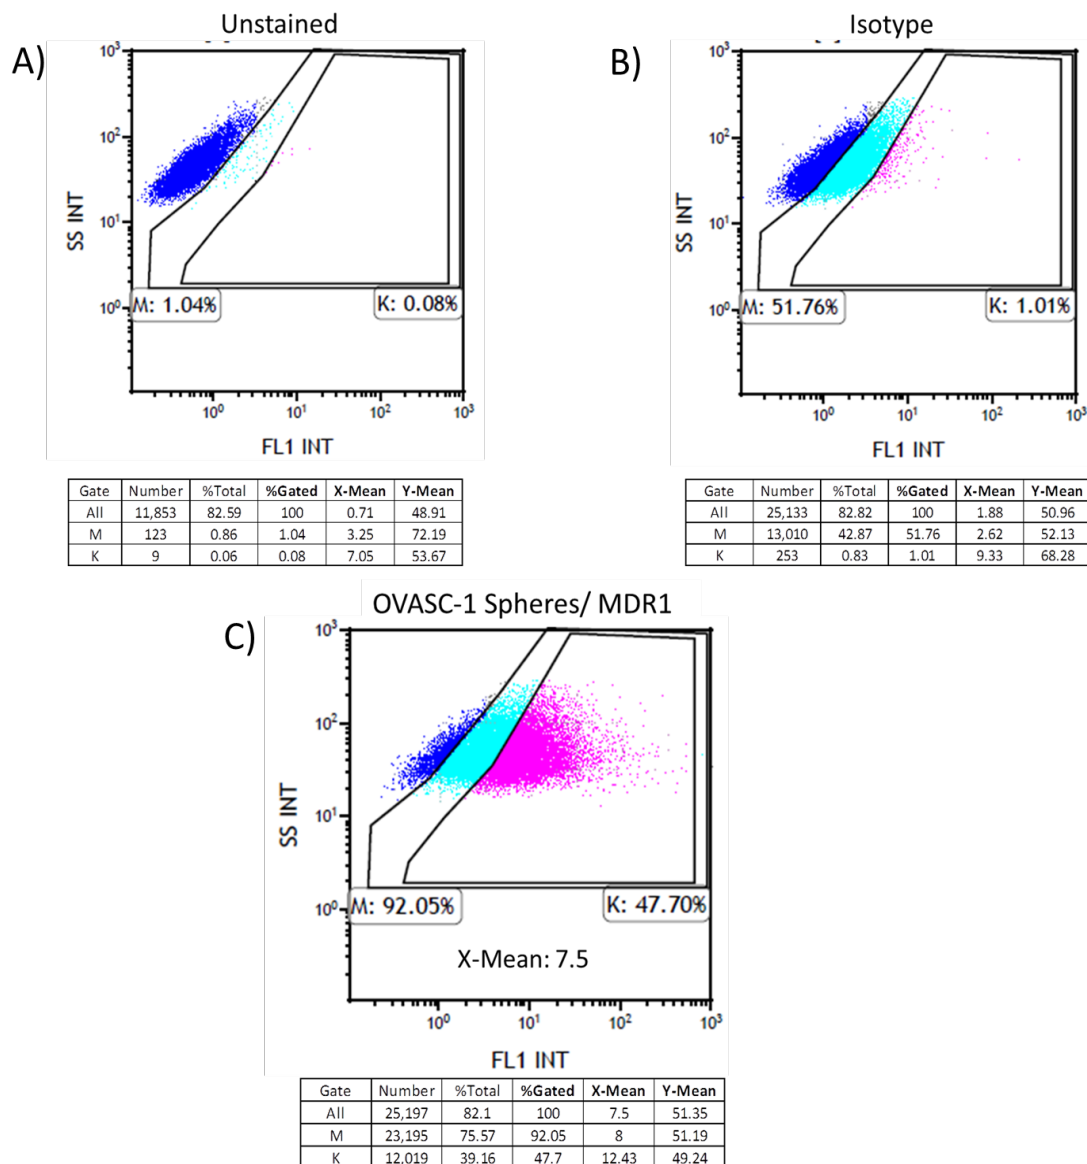 Unstained
A)
10³
10²
10¹
10⁰
SS INT
M: 1.04%
K: 0.08%
10⁰ 10¹ 10² 10³
FL1 INT
Gate Number %Total %Gated X-Mean Y-Mean
All 11,853 82.59 100 0.71 48.91
M 123 0.86 1.04 3.25 72.19
K 9 0.06 0.08 7.05 53.67
Isotype
B)
10³
10²
10¹
10⁰
SS INT
M: 51.76%
K: 1.01%
10⁰ 10¹ 10² 10³
FL1 INT
Gate Number %Total %Gated X-Mean Y-Mean
All 25,133 82.82 100 1.88 50.96
M 13,010 42.87 51.76 2.62 52.13
K 253 0.83 1.01 9.33 68.28
OVASC-1 Spheres/ MDR1
C)
10³
10²
10¹
10⁰
SS INT
M: 92.05%
K: 47.70%
X-Mean: 7.5
10⁰ 10¹ 10² 10³
FL1 INT
Gate Number %Total %Gated X-Mean Y-Mean
All 25,197 82.1 100 7.5 51.35
M 23,195 75.57 92.05 8 51.19
K 12,019 39.16 47.7 12.43 49.24